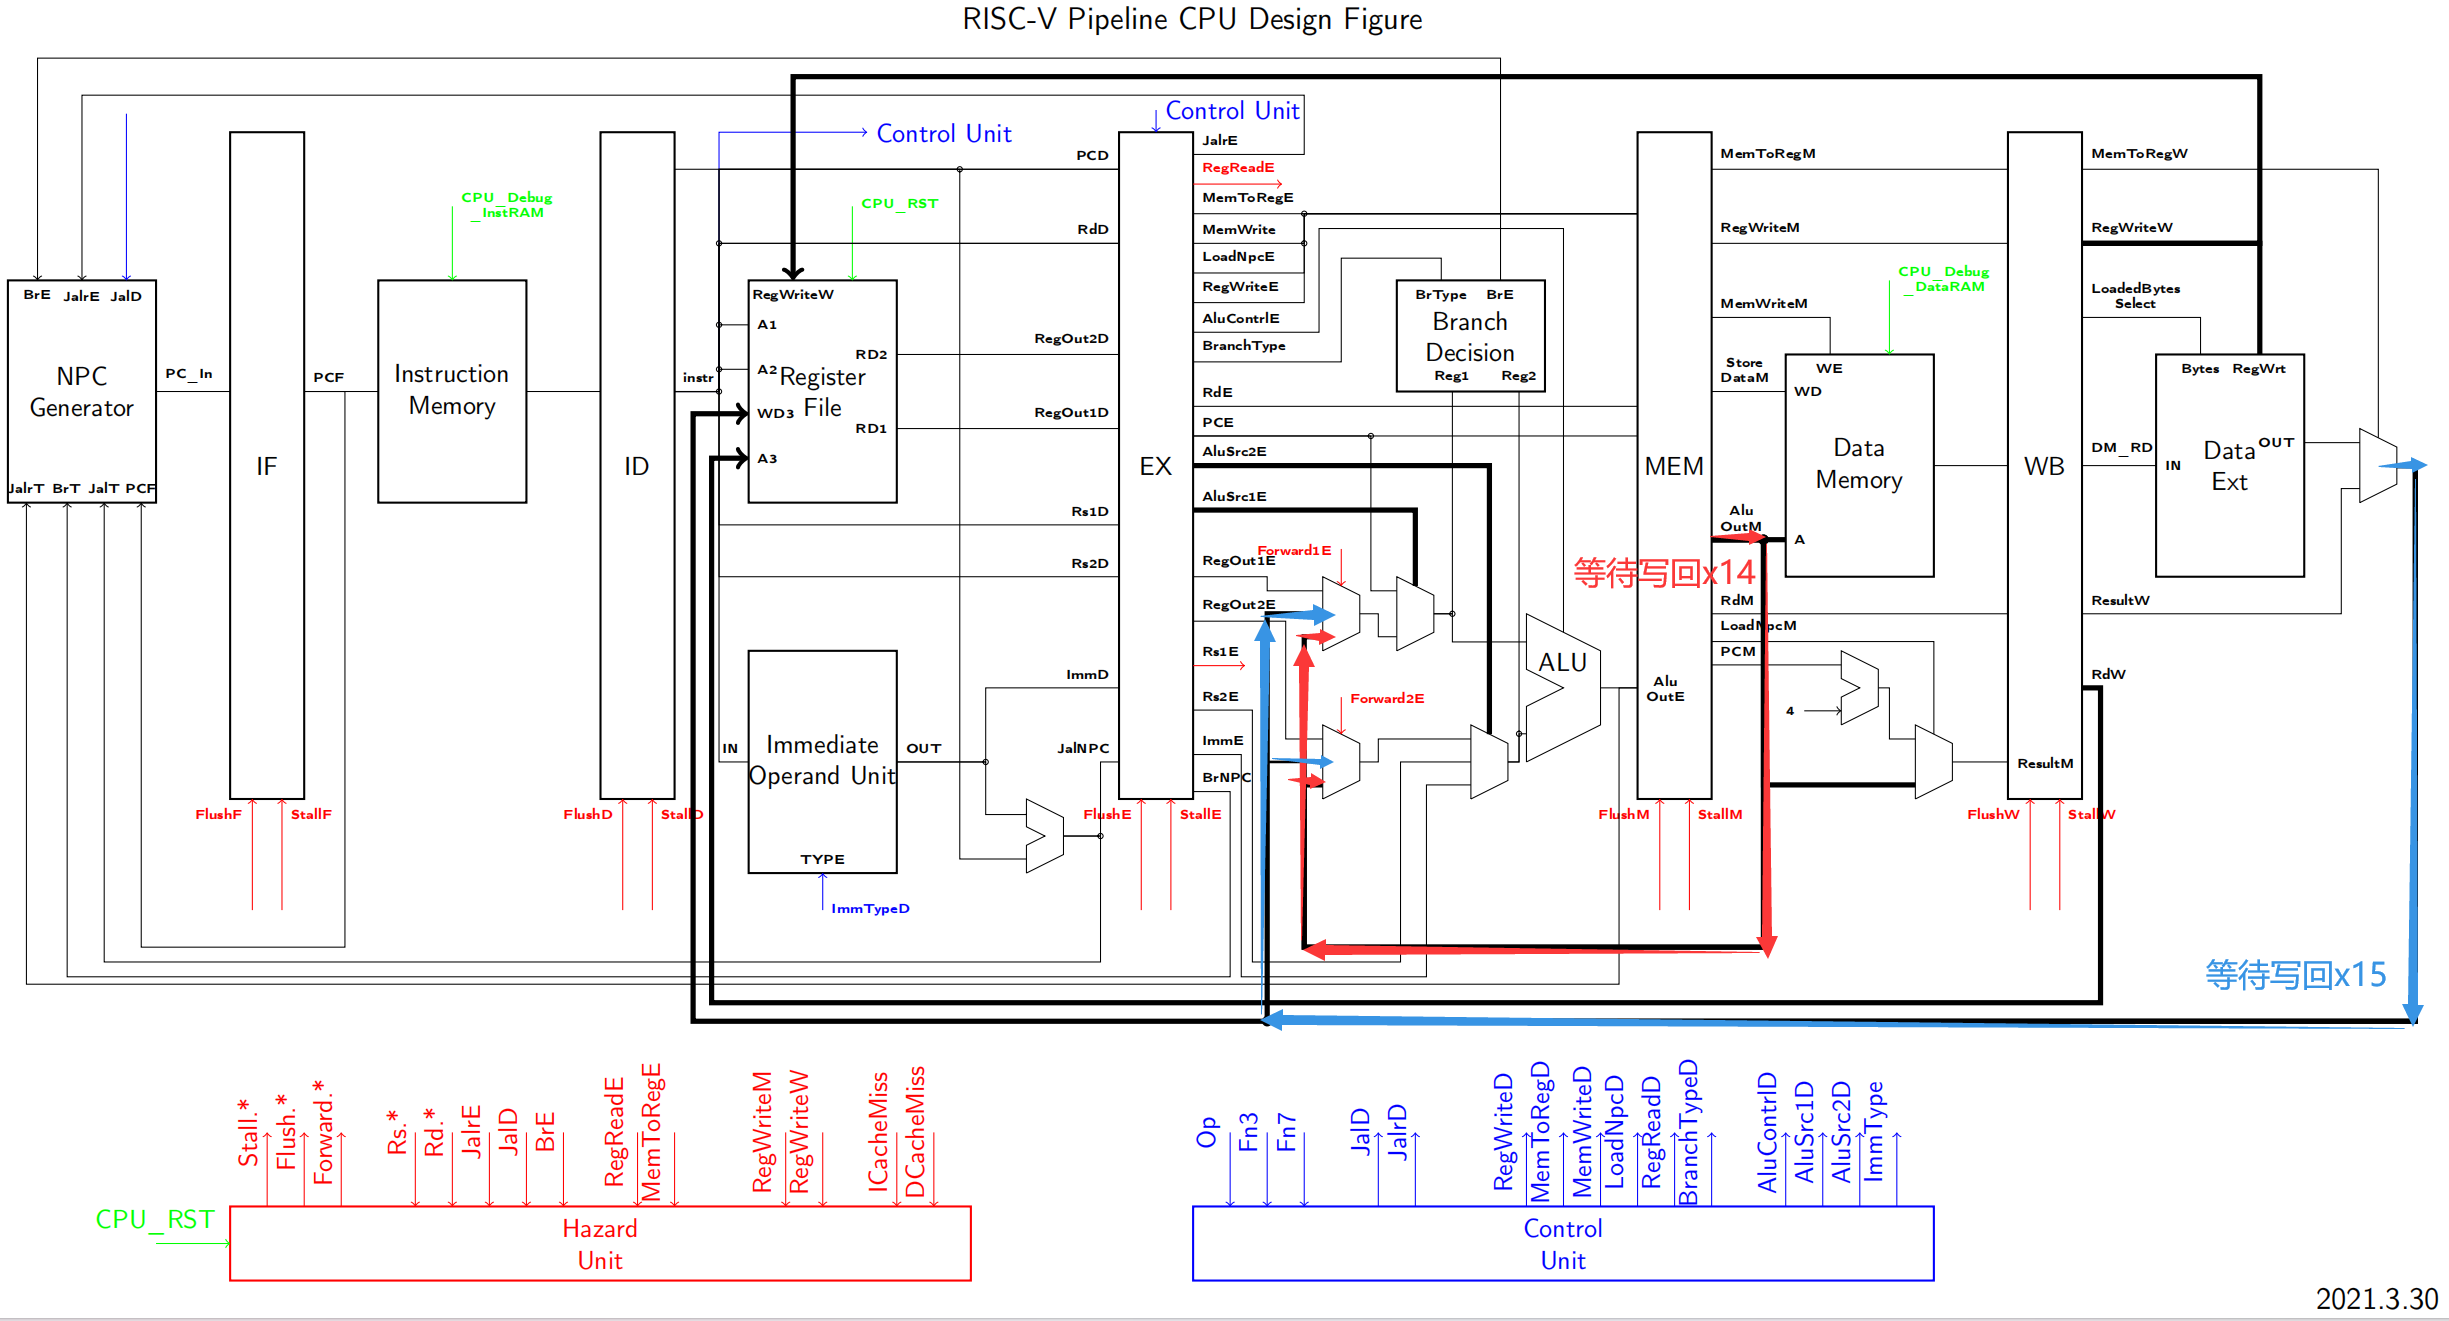 RISC-V Pipeline CPU Design Figure
Control Unit
Control Unit
CPU_Debug
_InstRAM
CPU_RST
CPU_Debug
_DataRAM
BrE JalrE JalD
NPC
Generator
JalrT BrT JalT PCF
PC_In
IF
PCF
Instruction
Memory
ID
instr
RegWriteW
A1
A2
WD3
A3
RD2
RD1
Register
File
PCD
RdD
RegOut2D
RegOut1D
Rs1D
Rs2D
ImmD
JalNPC
IN
Immediate
Operand Unit
OUT
TYPE
ImmTypeD
EX
JalrE
RegReadE
MemToRegE
MemWrite
LoadNpcE
RegWriteE
AluContrlE
BranchType
RdE
PCE
AluSrc2E
AluSrc1E
RegOut1E
RegOut2E
Rs1E
Rs2E
ImmE
BrNPC
Forward1E
Forward2E
BrType BrE
Branch
Decision
Reg1 Reg2
ALU
Alu
OutE
MEM
MemToRegM
RegWriteM
MemWriteM
Store
DataM
Alu
OutM
等待写回x14
RdM
LoadNpcM
PCM
4
WE
WD
Data
Memory
A
WB
ResultM
MemToRegW
RegWriteW
LoadedBytes
Select
DM_RD
ResultW
RdW
Bytes RegWrt
Data
Ext
IN
OUT
FlushF StallF
FlushD StallD
FlushE StallE
FlushM StallM
FlushW StallW
等待写回x15
Stall.*
Flush.*
Forward.*
Rs.*
Rd.*
JalrE
JalD
BrE
RegReadE
MemToRegE
RegWriteM
RegWriteW
ICacheMiss
DCacheMiss
CPU_RST
Hazard
Unit
Op
Fn3
Fn7
JalD
JalrD
RegWriteD
MemToRegD
MemWriteD
LoadNpcD
RegReadD
BranchTypeD
AluContrlD
AluSrc1D
AluSrc2D
ImmType
Control
Unit
2021.3.30